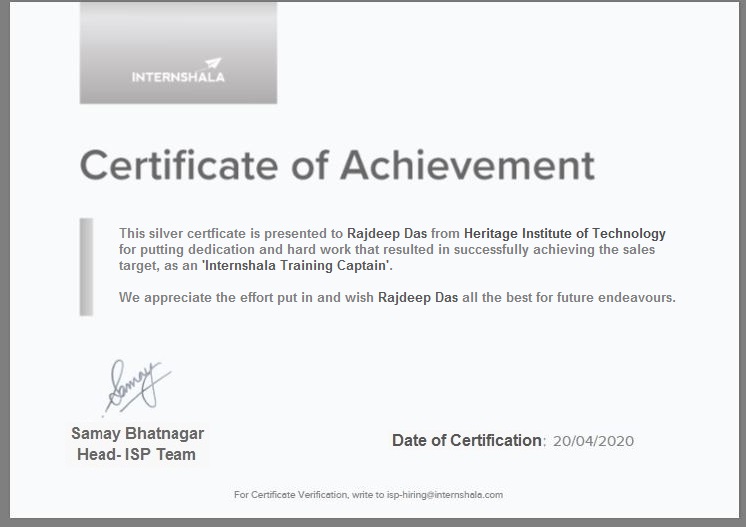 INTERNSHALA
Certificate of Achievement
This silver certficate is presented to Rajdeep Das from Heritage Institute of Technology
for putting dedication and hard work that resulted in successfully achieving the sales
target, as an 'Internshala Training Captain'.
We appreciate the effort put in and wish Rajdeep Das all the best for future endeavours.
Samay
Samay Bhatnagar
Head- ISP Team
Date of Certification: 20/04/2020
For Certificate Verification, write to isp-hiring@internshala.com